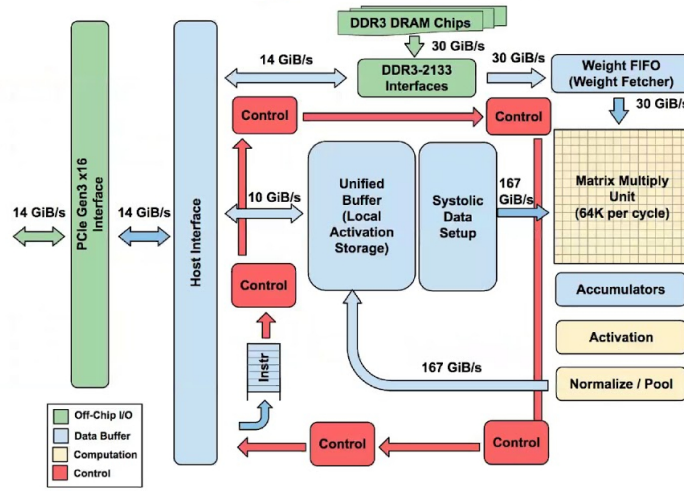 DDR3 DRAM Chips
30 GiB/s
14 GiB/s
DDR3-2133
Interfaces
30 GiB/s
Weight FIFO
(Weight Fetcher)
30 GiB/s
Control
Control
PCIe Gen3 x16
Interface
Host Interface
14 GiB/s
14 GiB/s
10 GiB/s
Unified
Buffer
(Local
Activation
Storage)
Systolic
Data
Setup
167
GiB/s
Matrix Multiply
Unit
(64K per cycle)
Control
Accumulators
Activation
Instr
167 GiB/s
Normalize / Pool
Off-Chip I/O
Data Buffer
Computation
Control
Control
Control